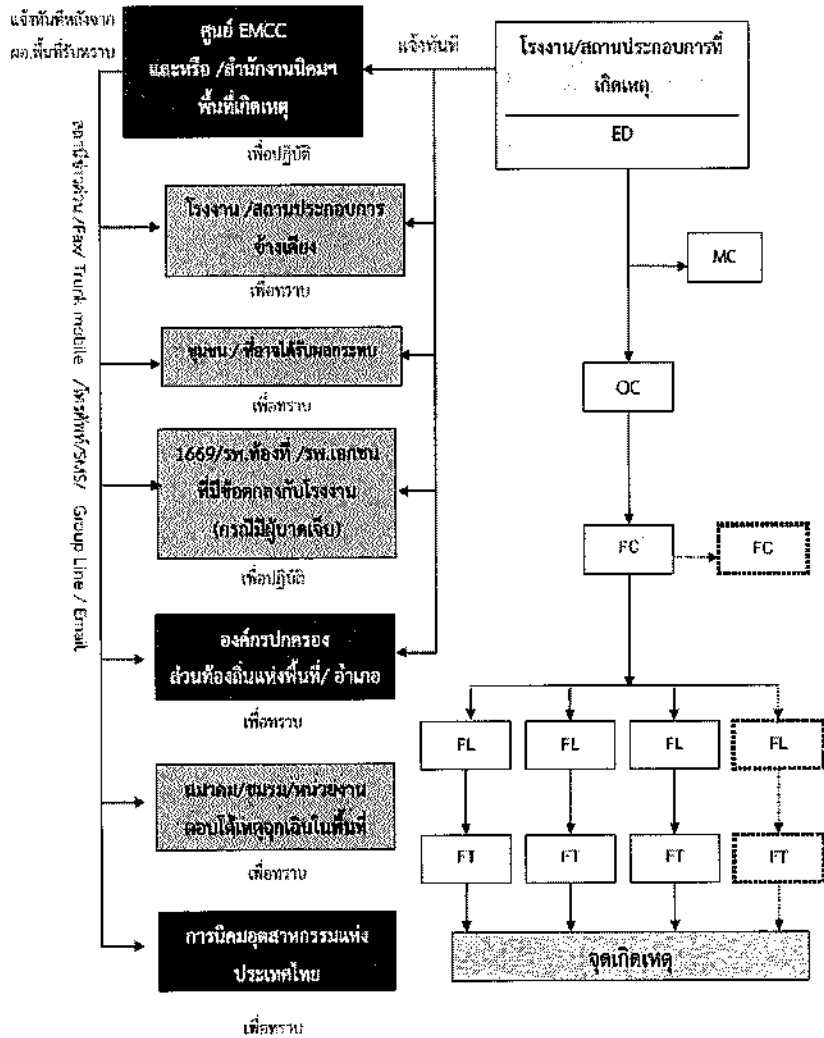 แจ้งทันทีหลังจาก
ผอ.พื้นที่รับทราบ
ศูนย์ EMCC
และหรือ /สำนักงานนิคมฯ
พื้นที่เกิดเหตุ
เพื่อปฏิบัติ
แจ้งทันที
โรงงาน/สถานประกอบการที่
เกิดเหตุ
ED
โรงงาน /สถานประกอบการ
ข้างเคียง
เพื่อทราบ
MC
ชุมชน / ที่อาจได้รับผลกระทบ
เพื่อทราบ
OC
1669/รพ.ท้องที่ /รพ.เอกชน
ที่มีข้อตกลงกับโรงงาน
(กรณีมีผู้บาดเจ็บ)
เพื่อปฏิบัติ
FC
FC
องค์กรปกครอง
ส่วนท้องถิ่นแห่งพื้นที่/ อำเภอ
เพื่อทราบ
FL
FL
FL
FL
สมาคม/ชมรม/หน่วยงาน
ตอบโต้เหตุฉุกเฉินในพื้นที่
เพื่อทราบ
FT
FT
FT
FT
การนิคมอุตสาหกรรมแห่ง
ประเทศไทย
เพื่อทราบ
จุดเกิดเหตุ
/Fax/ Trunk mobile /โทรศัพท์/SMS/ Group Line / Email